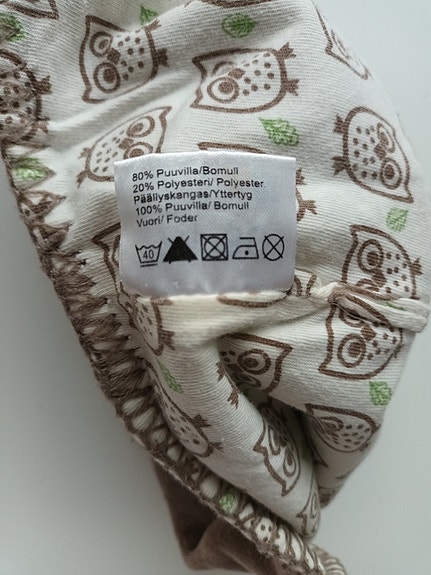 80% Puuvilla/Bomull
20% Polyesteri/ Polyester
Päällyskangas/Yttertyg
100% Puuvilla/ Bomull
Vuori/ Foder
40